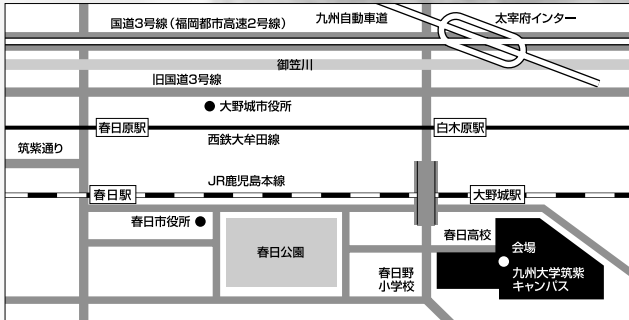 国道3号線（福岡都市高速2号線）
九州自動車道
太宰府インター
御笠川
旧国道3号線
大野城市役所
春日原駅
白木原駅
西鉄大牟田線
筑紫通り
JR鹿児島本線
春日駅
大野城駅
春日市役所
春日高校
会場
春日公園
春日野
小学校
九州大学筑紫
キャンパス